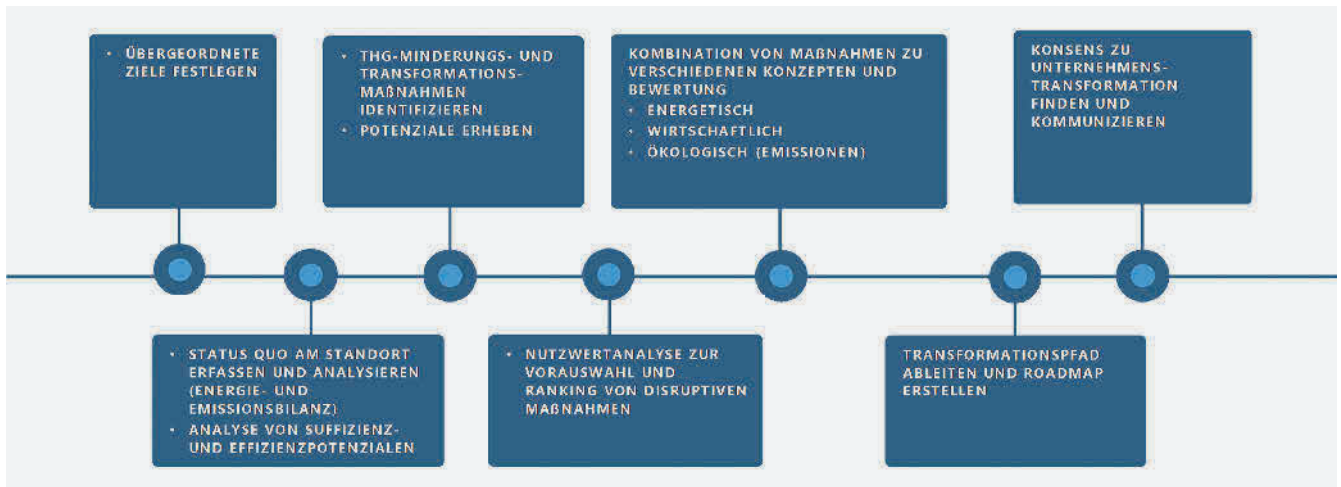 • ÜBERGEORDNETE
ZIELE FESTLEGEN
• STATUS QUO AM STANDORT
ERFASSEN UND ANALYSIEREN
(ENERGIE- UND
EMISSIONSBILANZ)
• ANALYSE VON SUFFIZIENZ-
UND EFFIZIENZPOTENZIALEN
• THG-MINDERUNGS- UND
TRANSFORMATIONS-
MAßNAHMEN
IDENTIFIZIEREN
• POTENZIALE ERHEBEN
• NUTZWERTANALYSE ZUR
VORAUSWAHL UND
RANKING VON DISRUPTIVEN
MAßNAHMEN
KOMBINATION VON MAßNAHMEN ZU
VERSCHIEDENEN KONZEPTEN UND
BEWERTUNG
• ENERGETISCH
• WIRTSCHAFTLICH
• ÖKOLOGISCH (EMISSIONEN)
TRANSFORMATIONSPFAD
ABLEITEN UND ROADMAP
ERSTELLEN
KONSENS ZU
UNTERNEHMENS-
TRANSFORMATION
FINDEN UND
KOMMUNIZIEREN